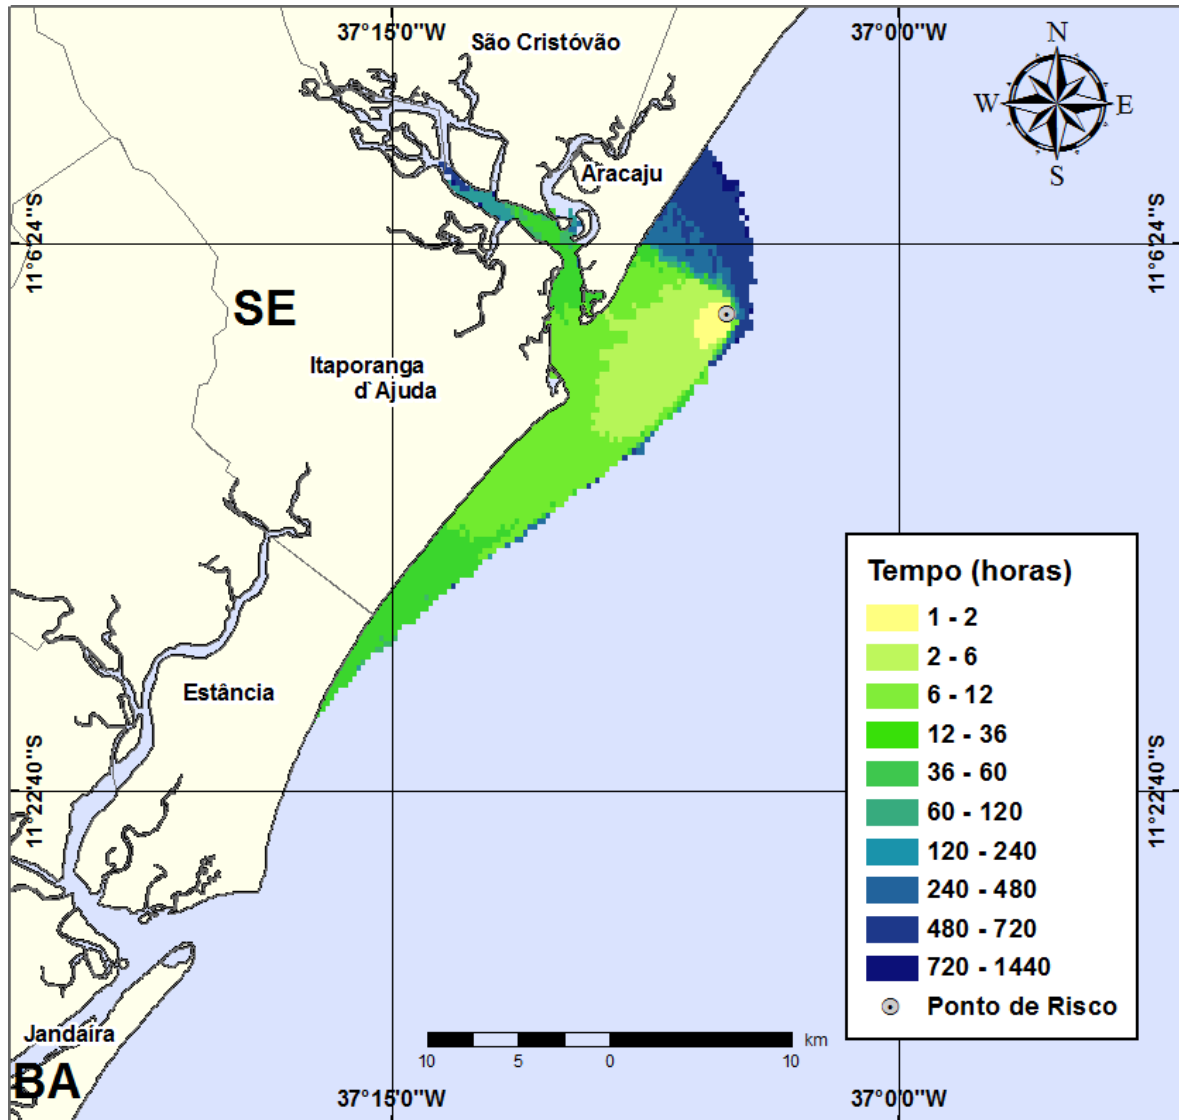 37°15'0"W
37°0'0"W
São Cristóvão
N
W
E
S
Aracaju
11°6'24"S
11°6'24"S
SE
Itaporanga
d`Ajuda
Estância
11°22'40"S
11°22'40"S
Tempo (horas)
1 - 2
2 - 6
6 - 12
12 - 36
36 - 60
60 - 120
120 - 240
240 - 480
480 - 720
720 - 1440
Ponto de Risco
Jandaíra
BA
km
10
5
0
10
37°15'0"W
37°0'0"W